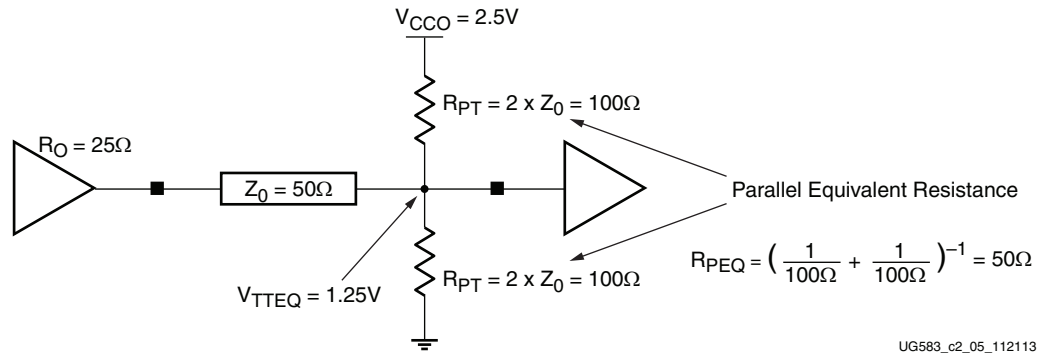 V_CCO = 2.5V
R_PT = 2 x Z_0 = 100Ω
R_O = 25Ω
Z_0 = 50Ω
Parallel Equivalent Resistance
R_PEQ = ( 1/100Ω + 1/100Ω )^–1 = 50Ω
R_PT = 2 x Z_0 = 100Ω
V_TTEQ = 1.25V
UG583_c2_05_112113